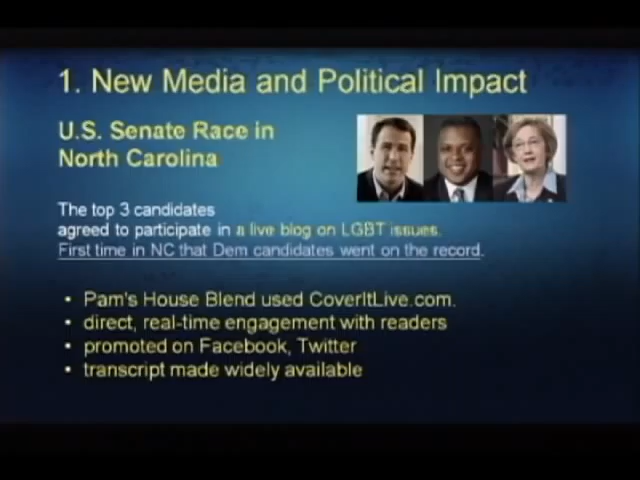 1. New Media and Political Impact
U.S. Senate Race in
North Carolina
The top 3 candidates
agreed to participate in a live blog on LGBT issues.
First time in NC that Dem candidates went on the record.
• Pam's House Blend used CoverItLive.com.
• direct, real-time engagement with readers
• promoted on Facebook, Twitter
• transcript made widely available